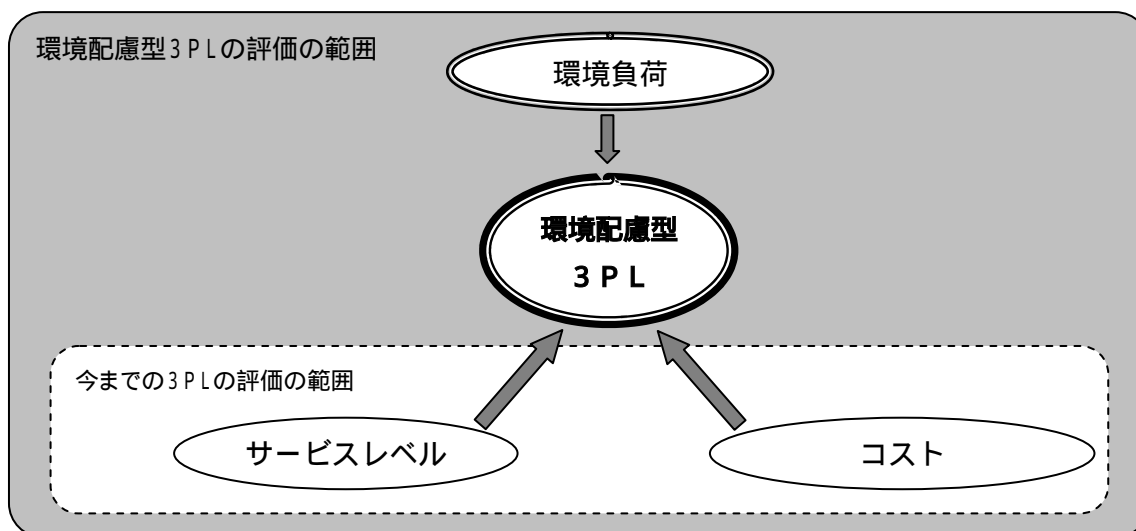 環境配慮型3PLの評価の範囲
環境負荷
環境配慮型
3PL
今までの3PLの評価の範囲
サービスレベル
コスト